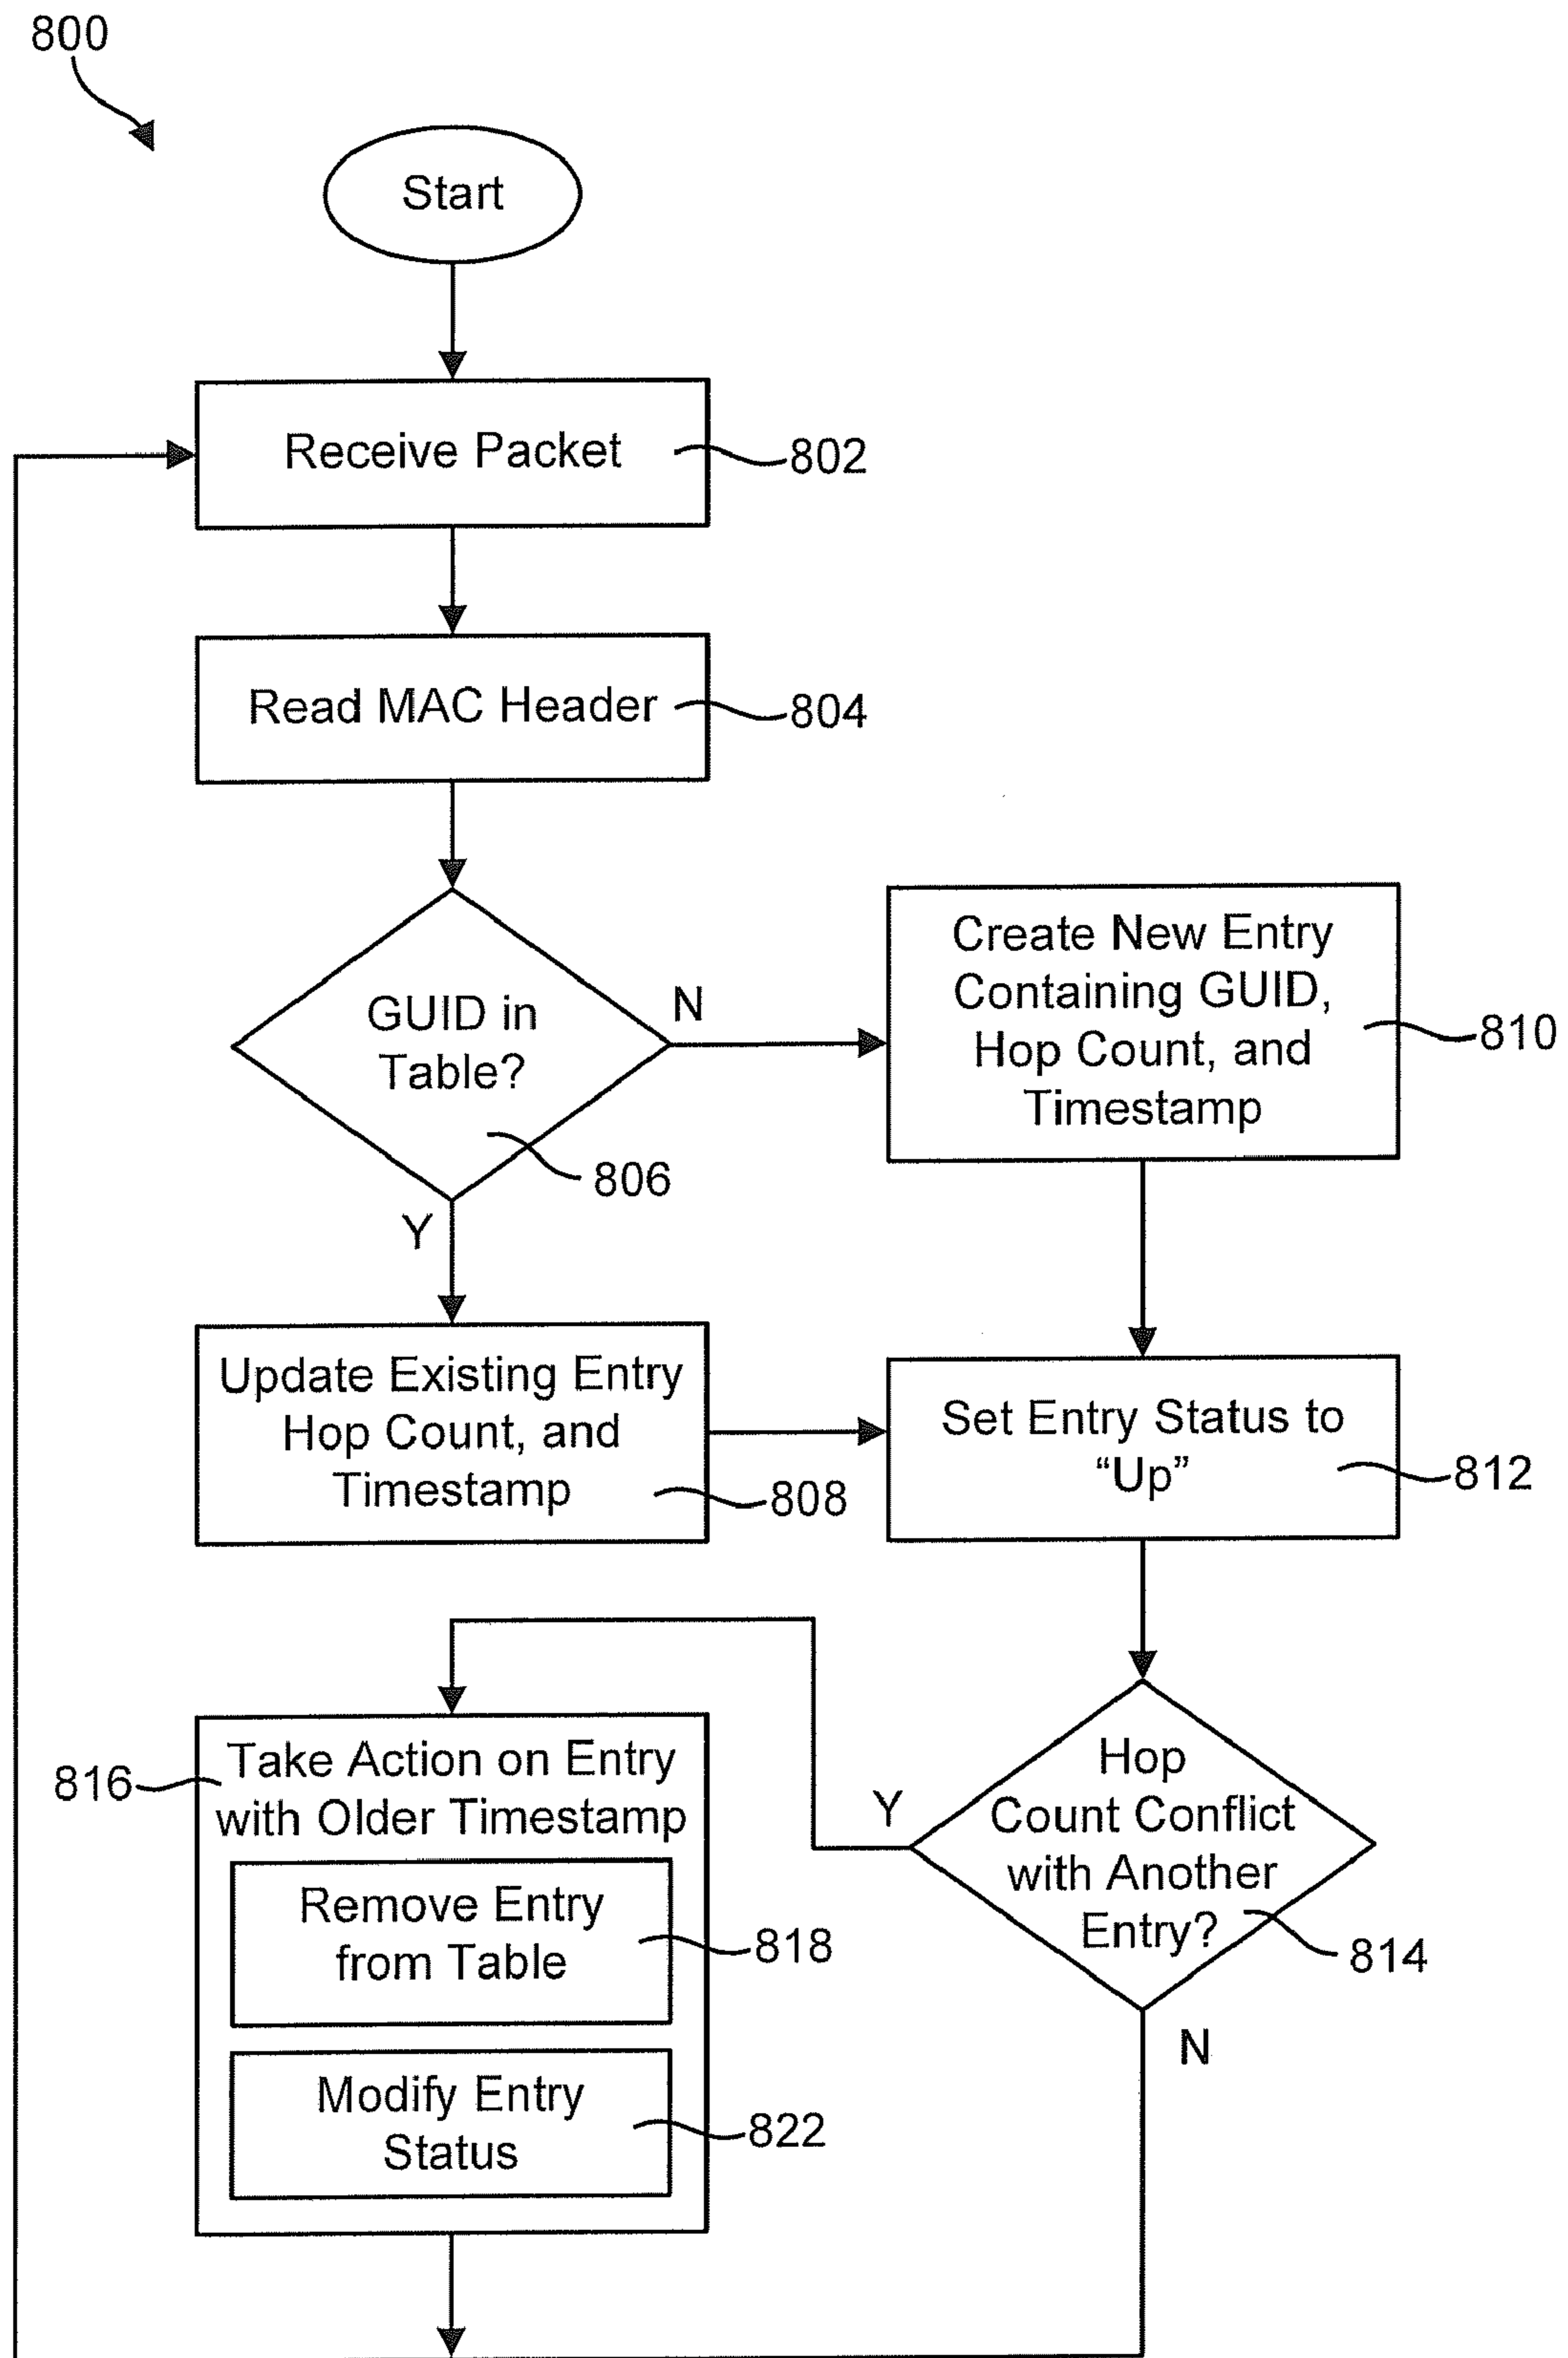 800
Start
Receive Packet
802
Read MAC Header
804
GUID in
Table?
806
N
Y
Create New Entry
Containing GUID,
Hop Count, and
Timestamp
810
Update Existing Entry
Hop Count, and
Timestamp
808
Set Entry Status to
“Up”
812
Hop
Count Conflict
with Another
Entry?
814
Y
N
816
Take Action on Entry
with Older Timestamp
Remove Entry
from Table
818
Modify Entry
Status
822